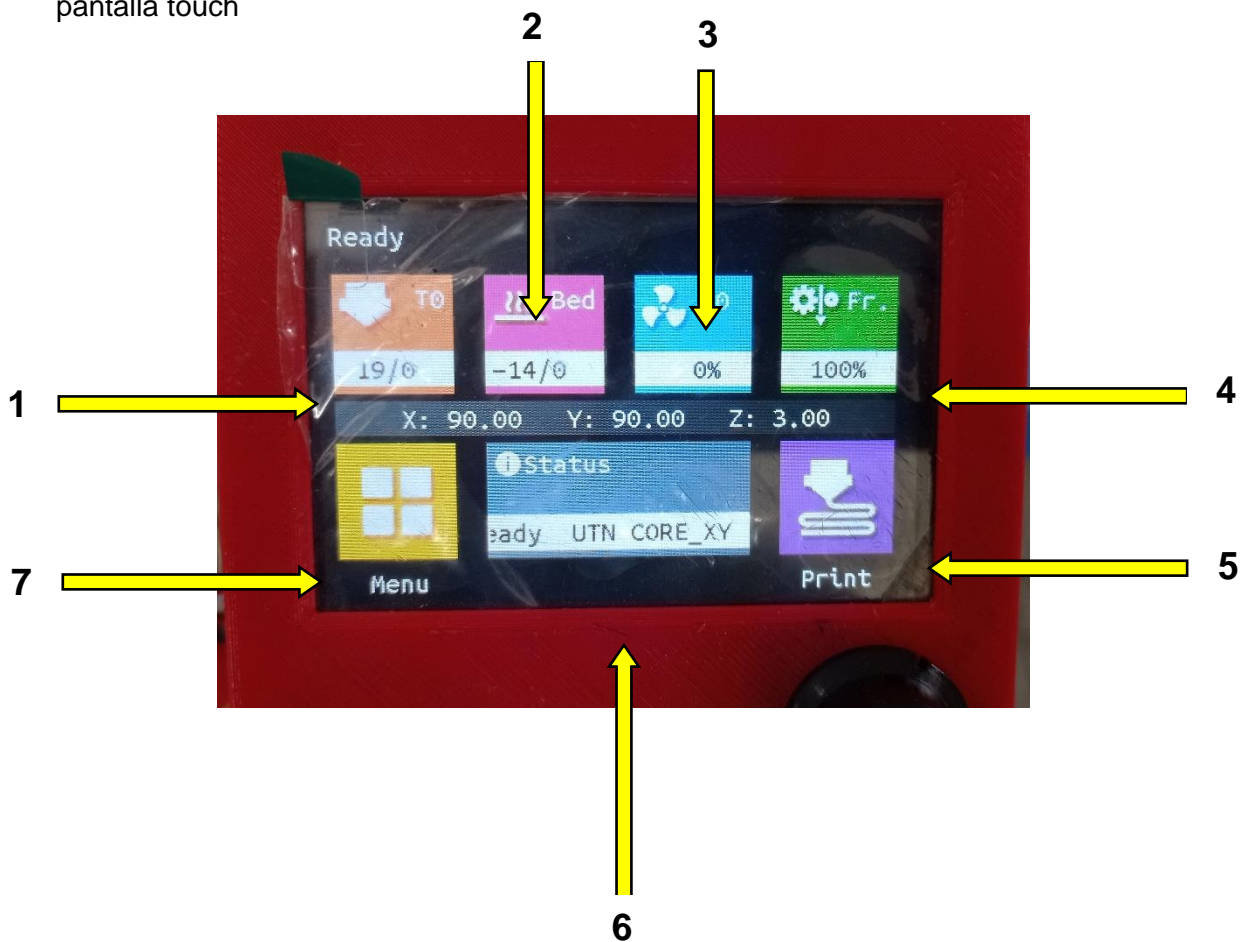 pantalla touch
2 3
Ready
T0 Bed 0 Fr.
19/0 -14/0 0% 100%
1 4
X: 90.00 Y: 90.00 Z: 3.00
Status
eady UTN CORE_XY
7 Menu Print 5
6